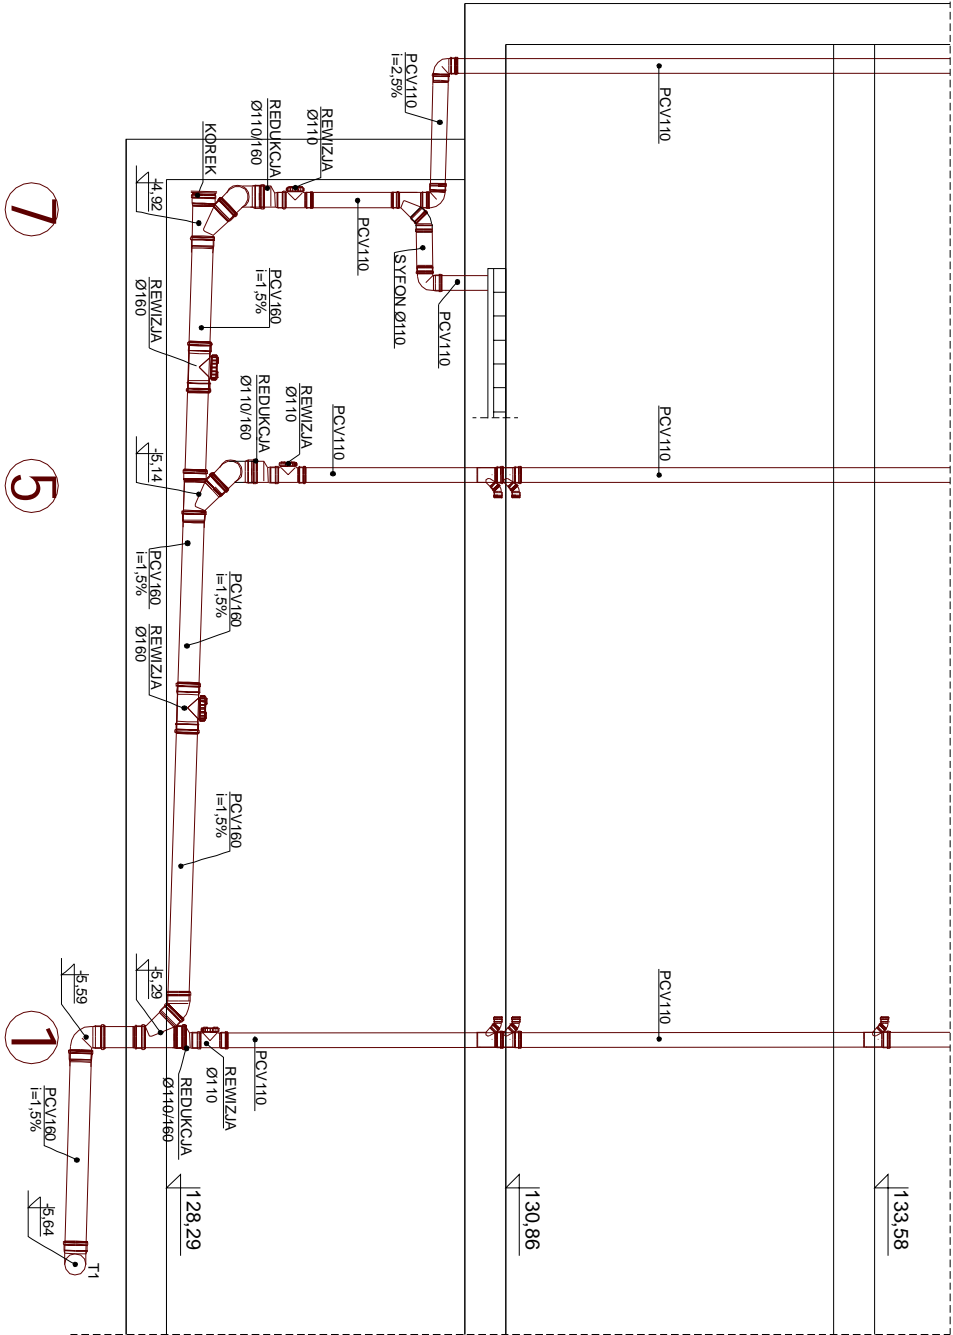 PCV110
i=2,5%
PCV110
KOREK
REDUKCJA
Ø110/160
REWIZJA
Ø110
-4,92
7
PCV110
SYFON Ø110
PCV110
PCV160
i=1,5%
REWIZJA
Ø160
REDUKCJA
Ø110/160
REWIZJA
Ø110
PCV110
PCV110
-5,14
5
PCV160
i=1,5%
PCV160
i=1,5%
REWIZJA
Ø160
PCV160
i=1,5%
-5,29
-5,59
1
PCV110
PCV110
REWIZJA
Ø110
REDUKCJA
Ø110/160
PCV160
i=1,5%
-5,64
T1
128,29
130,86
133,58